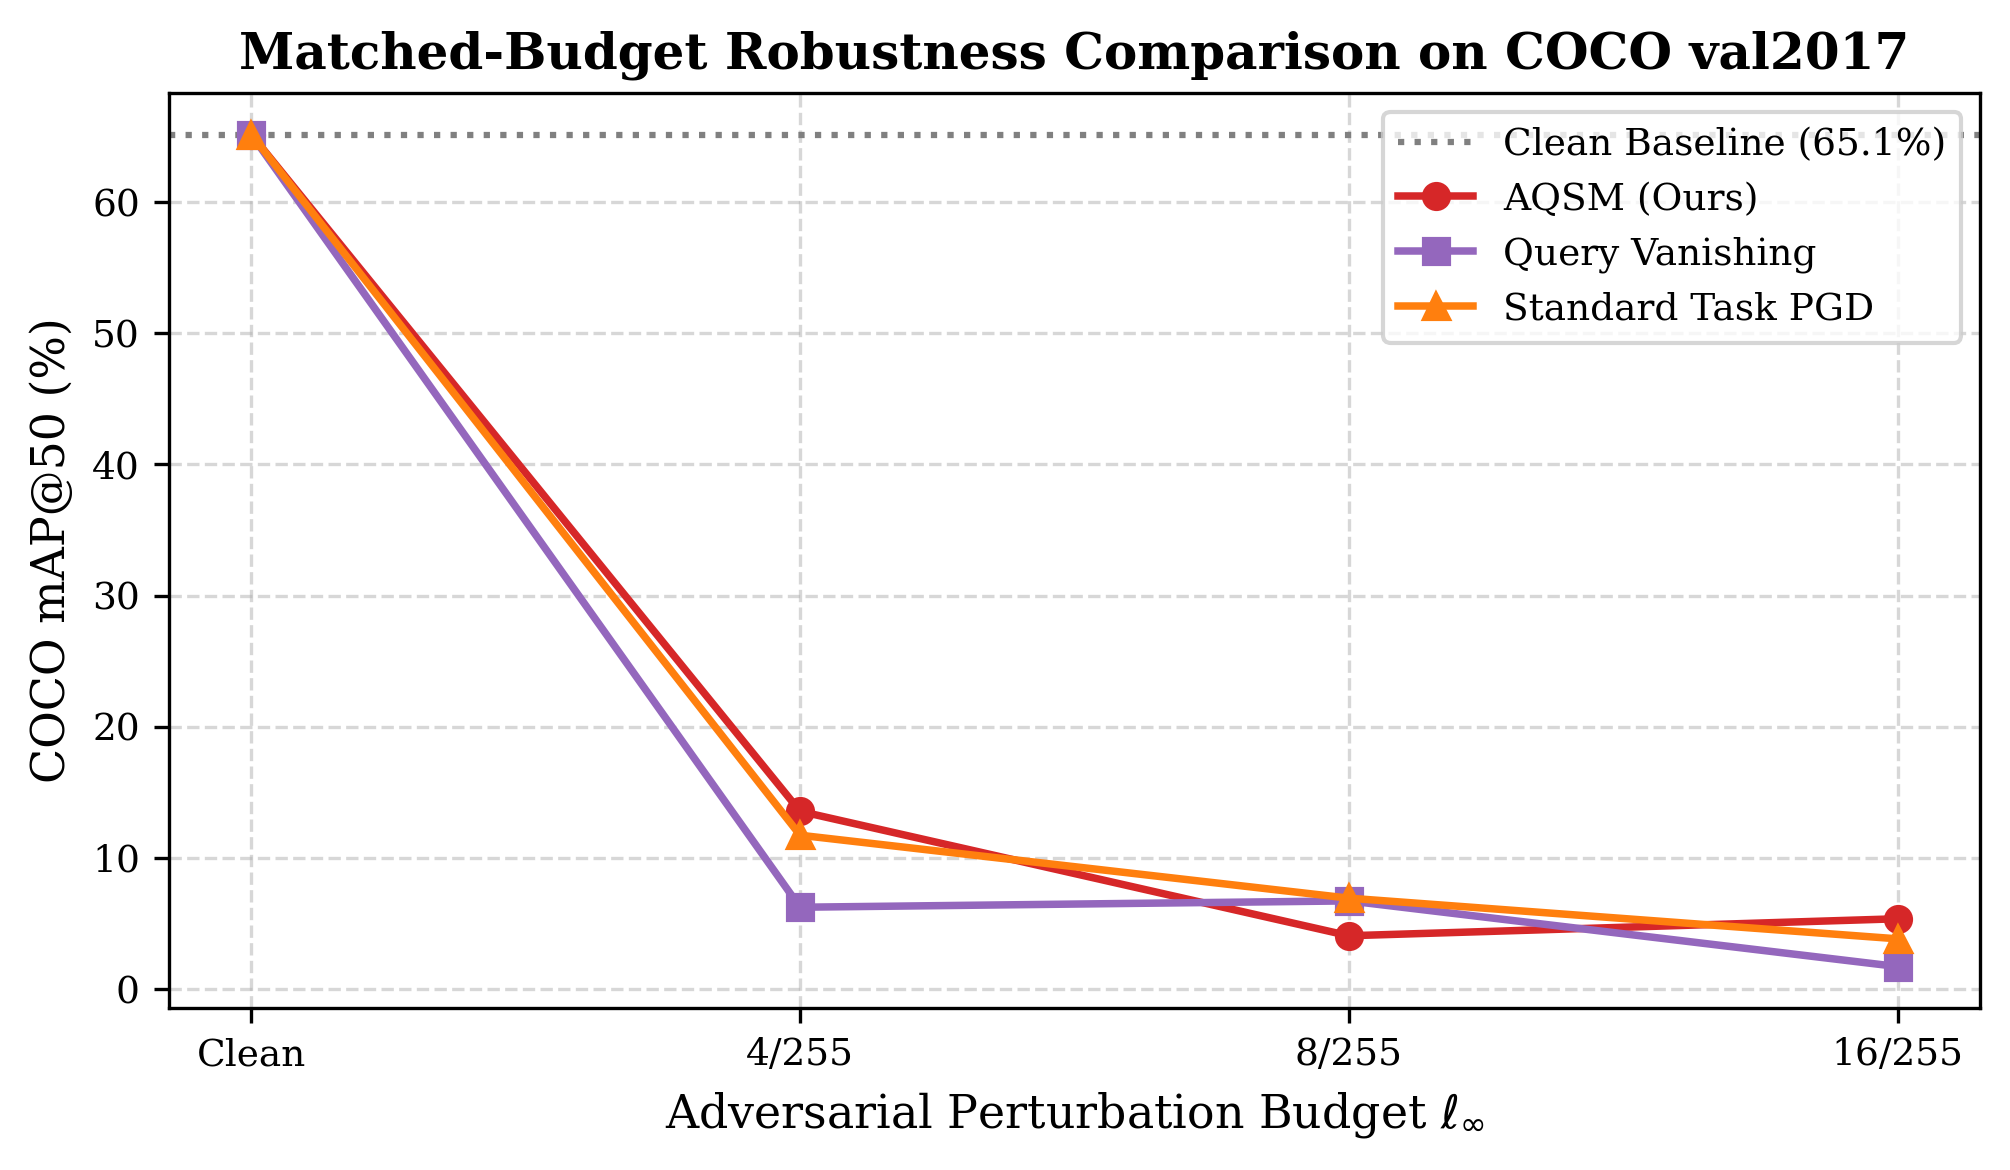 Matched-Budget Robustness Comparison on COCO val2017
Clean Baseline (65.1%)
AQSM (Ours)
Query Vanishing
Standard Task PGD
COCO mAP@50 (%)
60
50
40
30
20
10
0
Clean 4/255 8/255 16/255
Adversarial Perturbation Budget ℓ∞